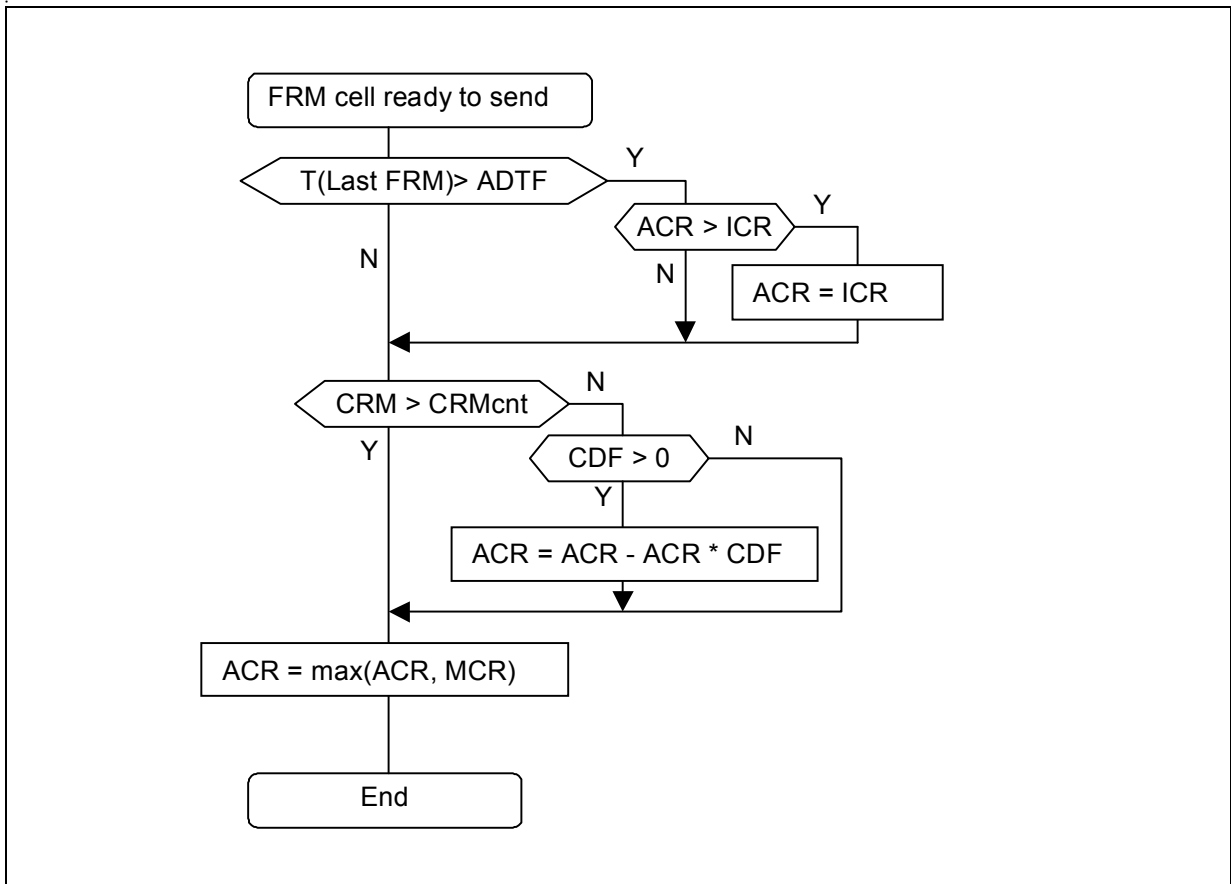 FRM cell ready to send
T(Last FRM)> ADTF
Y
ACR > ICR
Y
N
N
ACR = ICR
CRM > CRMcnt
N
Y
CDF > 0
N
Y
ACR = ACR - ACR * CDF
ACR = max(ACR, MCR)
End